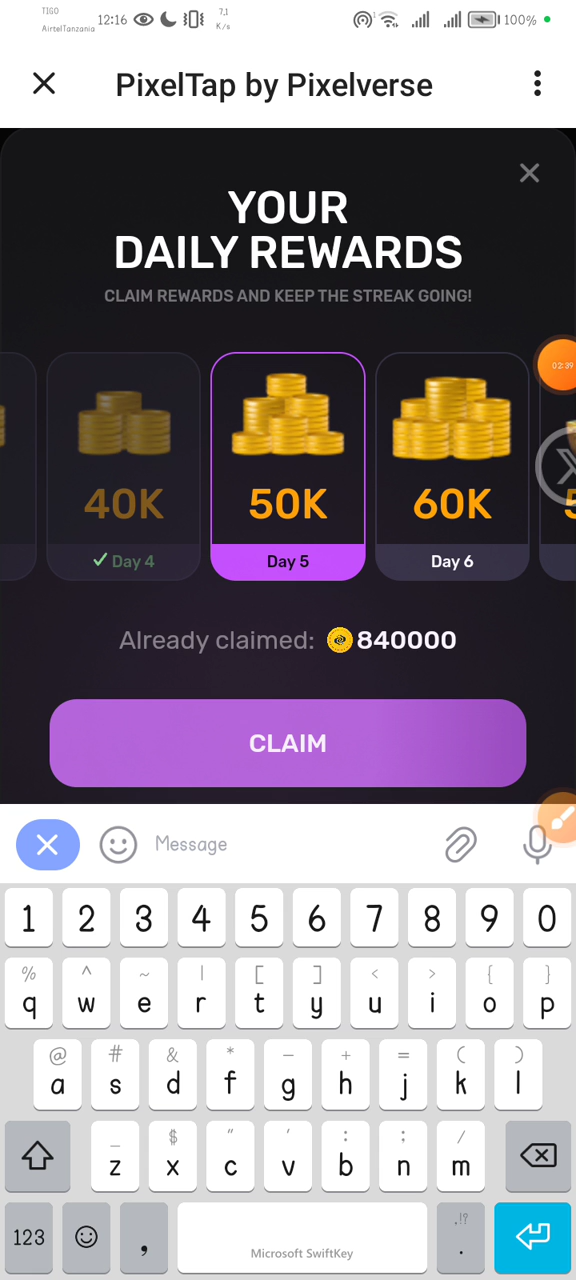 TIGO
AirtelTanzania 12:16 7,1 K/s 1 100%
PixelTap by Pixelverse
YOUR
DAILY REWARDS
CLAIM REWARDS AND KEEP THE STREAK GOING!
02:39
40K 50K 60K 5
Day 4 Day 5 Day 6
Already claimed: 840000
CLAIM
Message
1 2 3 4 5 6 7 8 9 0
% ^ ~ | [ ] < > { }
q w e r t y u i o p
@ # & * - + = ( )
a s d f g h j k l
_ $ " ' : ; /
z x c v b n m
123 , ,!? .
Microsoft SwiftKey